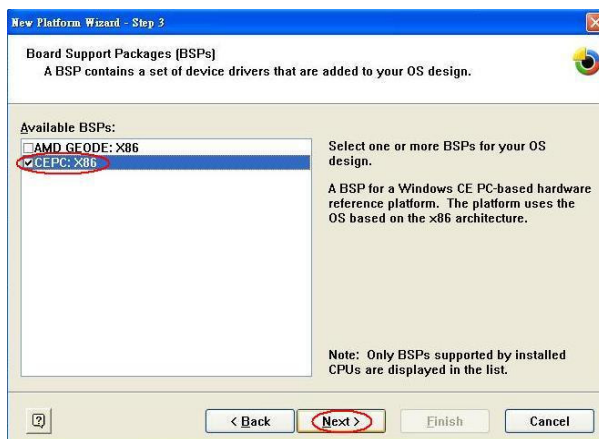 New Platform Wizard - Step 3
Board Support Packages (BSPs)
A BSP contains a set of device drivers that are added to your OS design.
Available BSPs:
AMD GEODE: X86
CEPC: X86
Select one or more BSPs for your OS
design.
A BSP for a Windows CE PC-based hardware
reference platform. The platform uses the
OS based on the x86 architecture.
Note: Only BSPs supported by installed
CPUs are displayed in the list.
< Back
Next >
Finish
Cancel